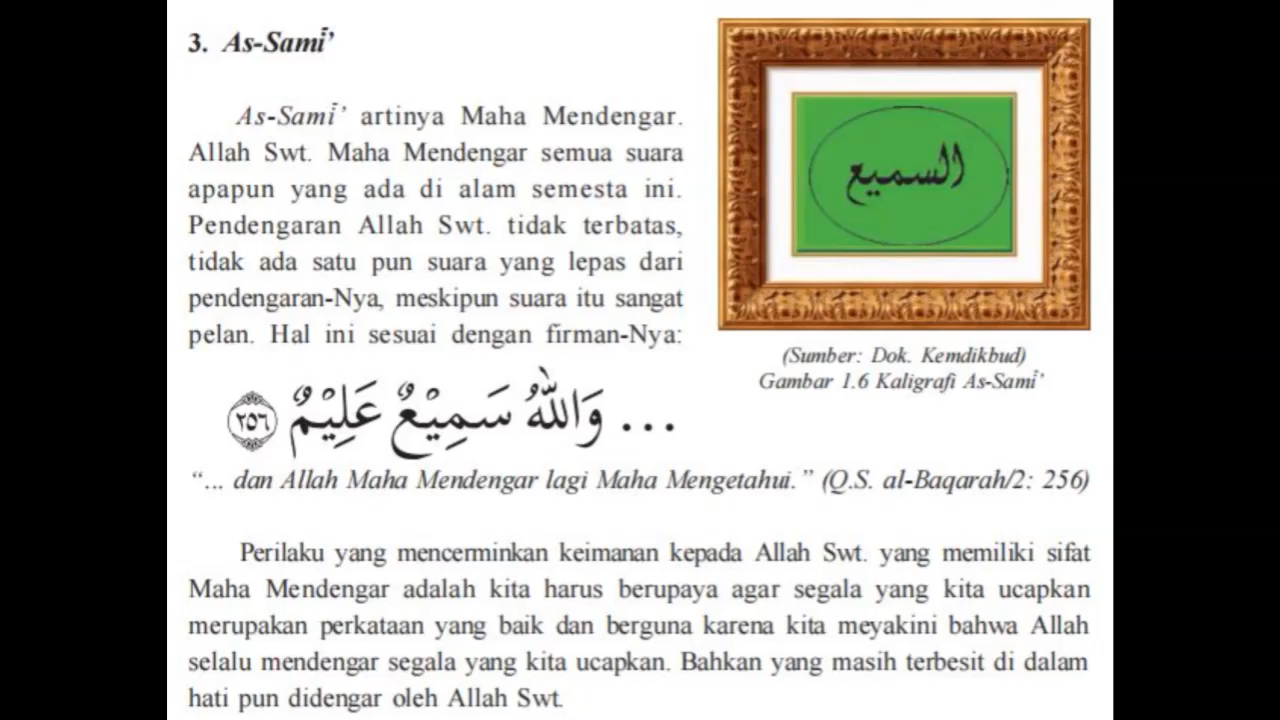 3. As-Samī’
As-Samī’ artinya Maha Mendengar.
Allah Swt. Maha Mendengar semua suara
apapun yang ada di alam semesta ini.
Pendengaran Allah Swt. tidak terbatas,
tidak ada satu pun suara yang lepas dari
pendengaran-Nya, meskipun suara itu sangat
pelan. Hal ini sesuai dengan firman-Nya:
السميع
(Sumber: Dok. Kemdikbud)
Gambar 1.6 Kaligrafi As-Samī’
... وَاللّٰهُ سَمِيْعٌ عَلِيْمٌ ٢٥٦
“... dan Allah Maha Mendengar lagi Maha Mengetahui.” (Q.S. al-Baqarah/2: 256)
Perilaku yang mencerminkan keimanan kepada Allah Swt. yang memiliki sifat
Maha Mendengar adalah kita harus berupaya agar segala yang kita ucapkan
merupakan perkataan yang baik dan berguna karena kita meyakini bahwa Allah
selalu mendengar segala yang kita ucapkan. Bahkan yang masih terbesit di dalam
hati pun didengar oleh Allah Swt.